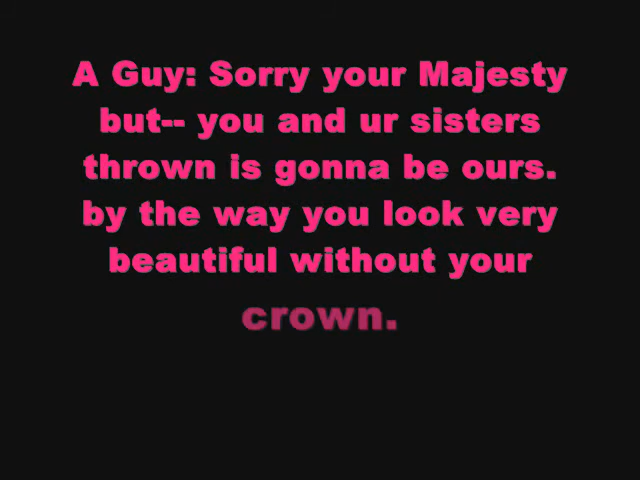 A Guy: Sorry your Majesty
but-- you and ur sisters
thrown is gonna be ours.
by the way you look very
beautiful without your
crown.